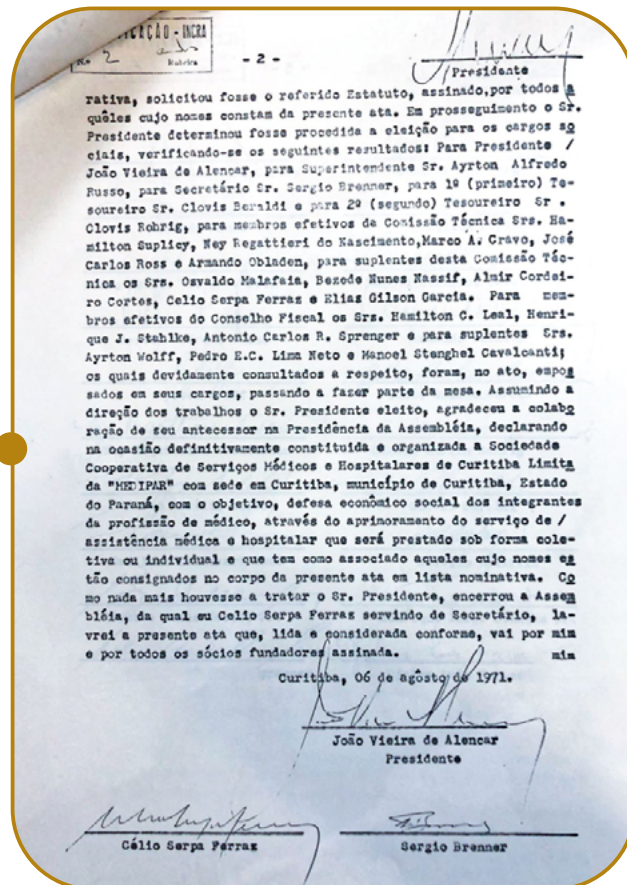 CAÇÃO - INCRA
2
Rubrica
- 2 -
Presidente
rativa, solicitou fosse o referido Estatuto, assinado,por todos a
quêles cujo nomes constam da presente ata. Em prosseguimento o Sr.
Presidente determinou fosse procedida a eleição para os cargos so
ciais, verificando-se os seguintes resultados: Para Presidente /
João Vieira de Alencar, para Superintendente Sr. Ayrton Alfredo
Russo, para Secretário Sr. Sergio Brenner, para 1º (primeiro) Te-
soureiro Sr. Clovis Beraldi e para 2º (segundo) Tesoureiro Sr .
Clovis Rohrig, para membros efetivos da Comissão Técnica Srs. Ha-
milton Suplicy, Ney Regattieri do Nascimento,Marco A. Cravo, José
Carlos Ross e Armando Obladen, para suplentes desta Comissão Téc-
nica os Srs. Osvaldo Malafaia, Bezede Nunes Nassif, Almir Cordei-
ro Cortes, Celio Serpa Ferraz e Elias Gilson Garcia. Para mem-
bros efetivos do Conselho Fiscal os Srs. Hamilton C. Leal, Henri-
que J. Stahlke, Antonio Carlos R. Sprenger e para suplentes Srs.
Ayrton Wolff, Pedro E.C. Lima Neto e Manoel Stenghel Cavalcanti;
os quais devidamente consultados a respeito, foram, no ato, empos
sados em seus cargos, passando a fazer parte da mesa. Assumindo a
direção dos trabalhos o Sr. Presidente eleito, agradeceu a colabo
ração de seu antecessor na Presidência da Assembléia, declarando
na ocasião definitivamente constituida e organizada a Sociedade
Cooperativa de Serviços Médicos e Hospitalares de Curitiba Limita
da "MEDIPAR" com sede em Curitiba, município de Curitiba, Estado
do Paraná, com o objetivo, defesa econômico social dos integrantes
da profissão de médico, através do aprimoramento do serviço de /
assistência médica e hospitalar que será prestado sob forma cole-
tiva ou individual e que tem como associado aqueles cujo nomes es
tão consignados no corpo da presente ata em lista nominativa. Co
mo nada mais houvesse a tratar o Sr. Presidente, encerrou a Assem
bléia, da qual eu Celio Serpa Ferraz servindo de Secretário, la-
vrei a presente ata que, lida e considerada conforme, vai por mim
e por todos os sócios fundadores assinada. mim
Curitiba, 06 de agôsto de 1971.
João Vieira de Alencar
Presidente
Célio Serpa Ferraz
Sergio Brenner